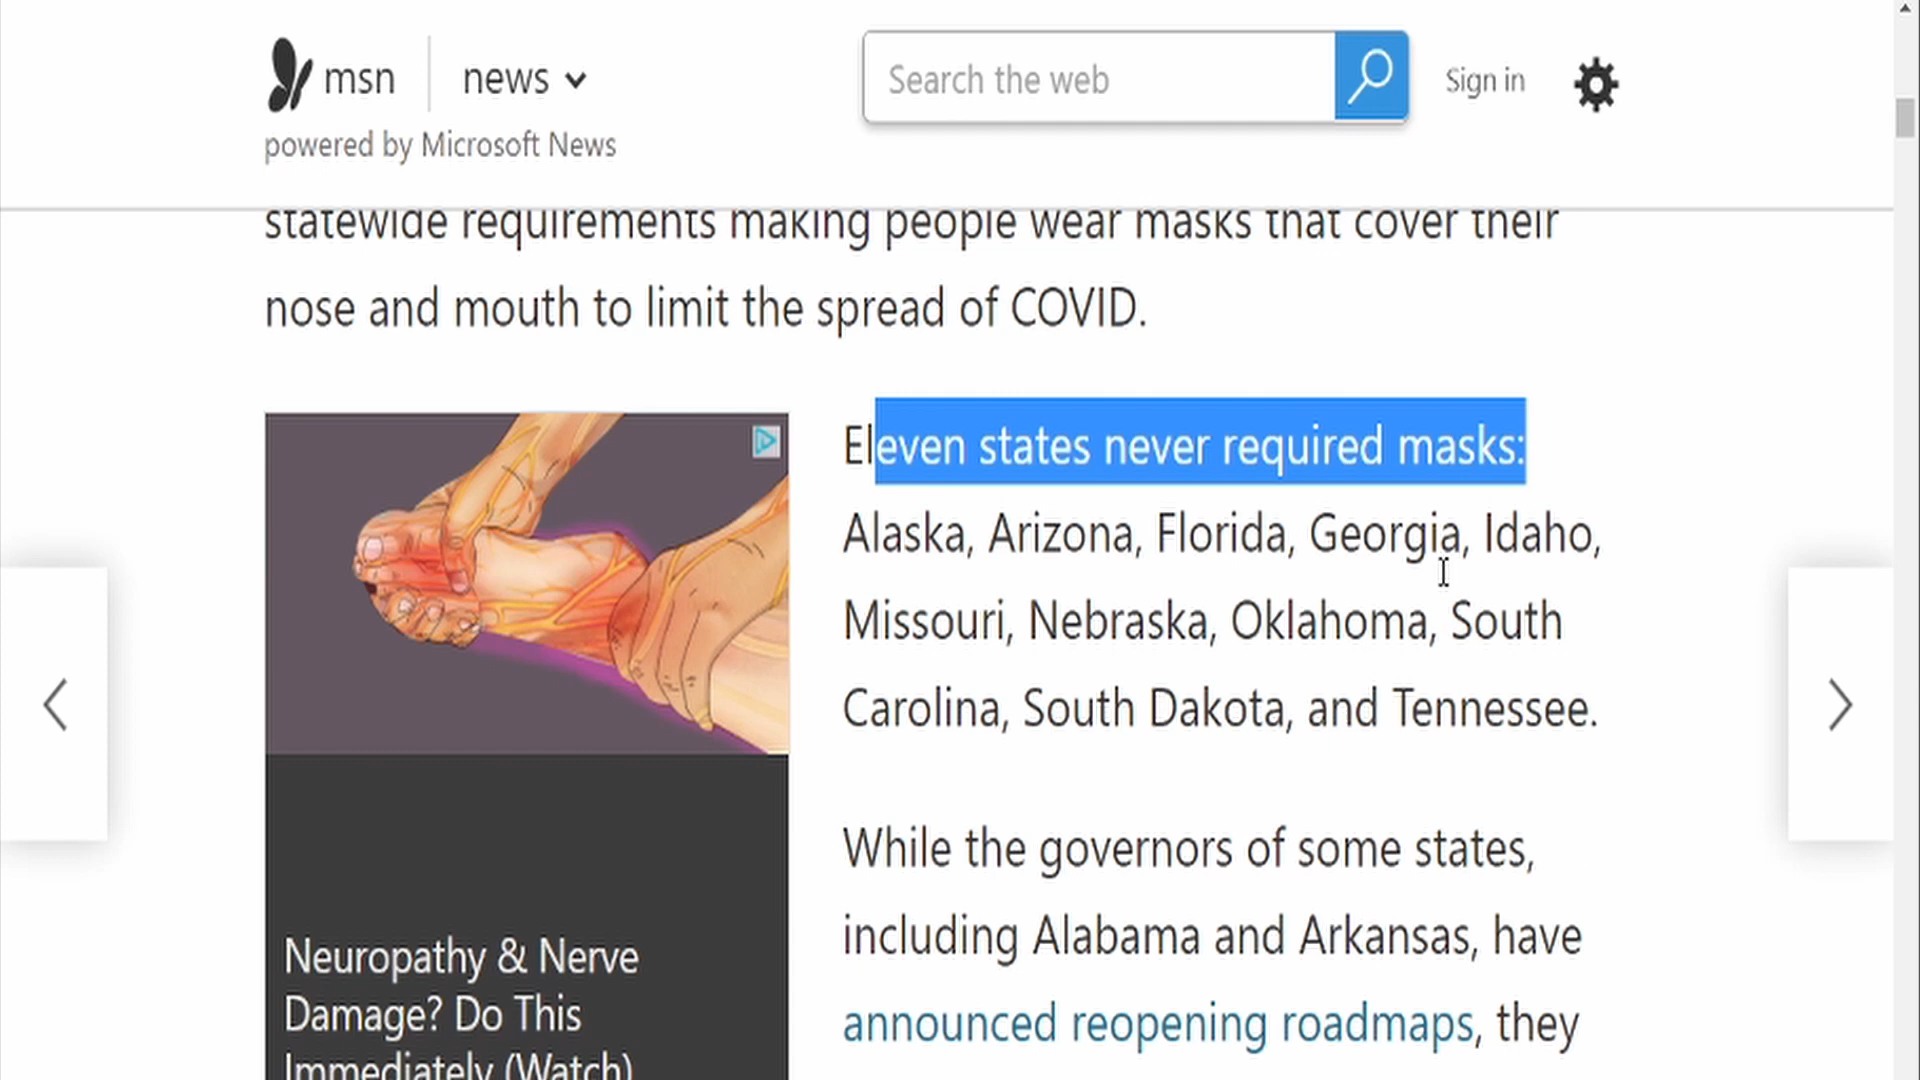 msn
news
Search the web
Sign in
powered by Microsoft News
statewide requirements making people wear masks that cover their
nose and mouth to limit the spread of COVID.
Eleven states never required masks:
Alaska, Arizona, Florida, Georgia, Idaho,
Missouri, Nebraska, Oklahoma, South
Carolina, South Dakota, and Tennessee.
While the governors of some states,
including Alabama and Arkansas, have
announced reopening roadmaps, they
Neuropathy & Nerve
Damage? Do This
Immediately (Watch)